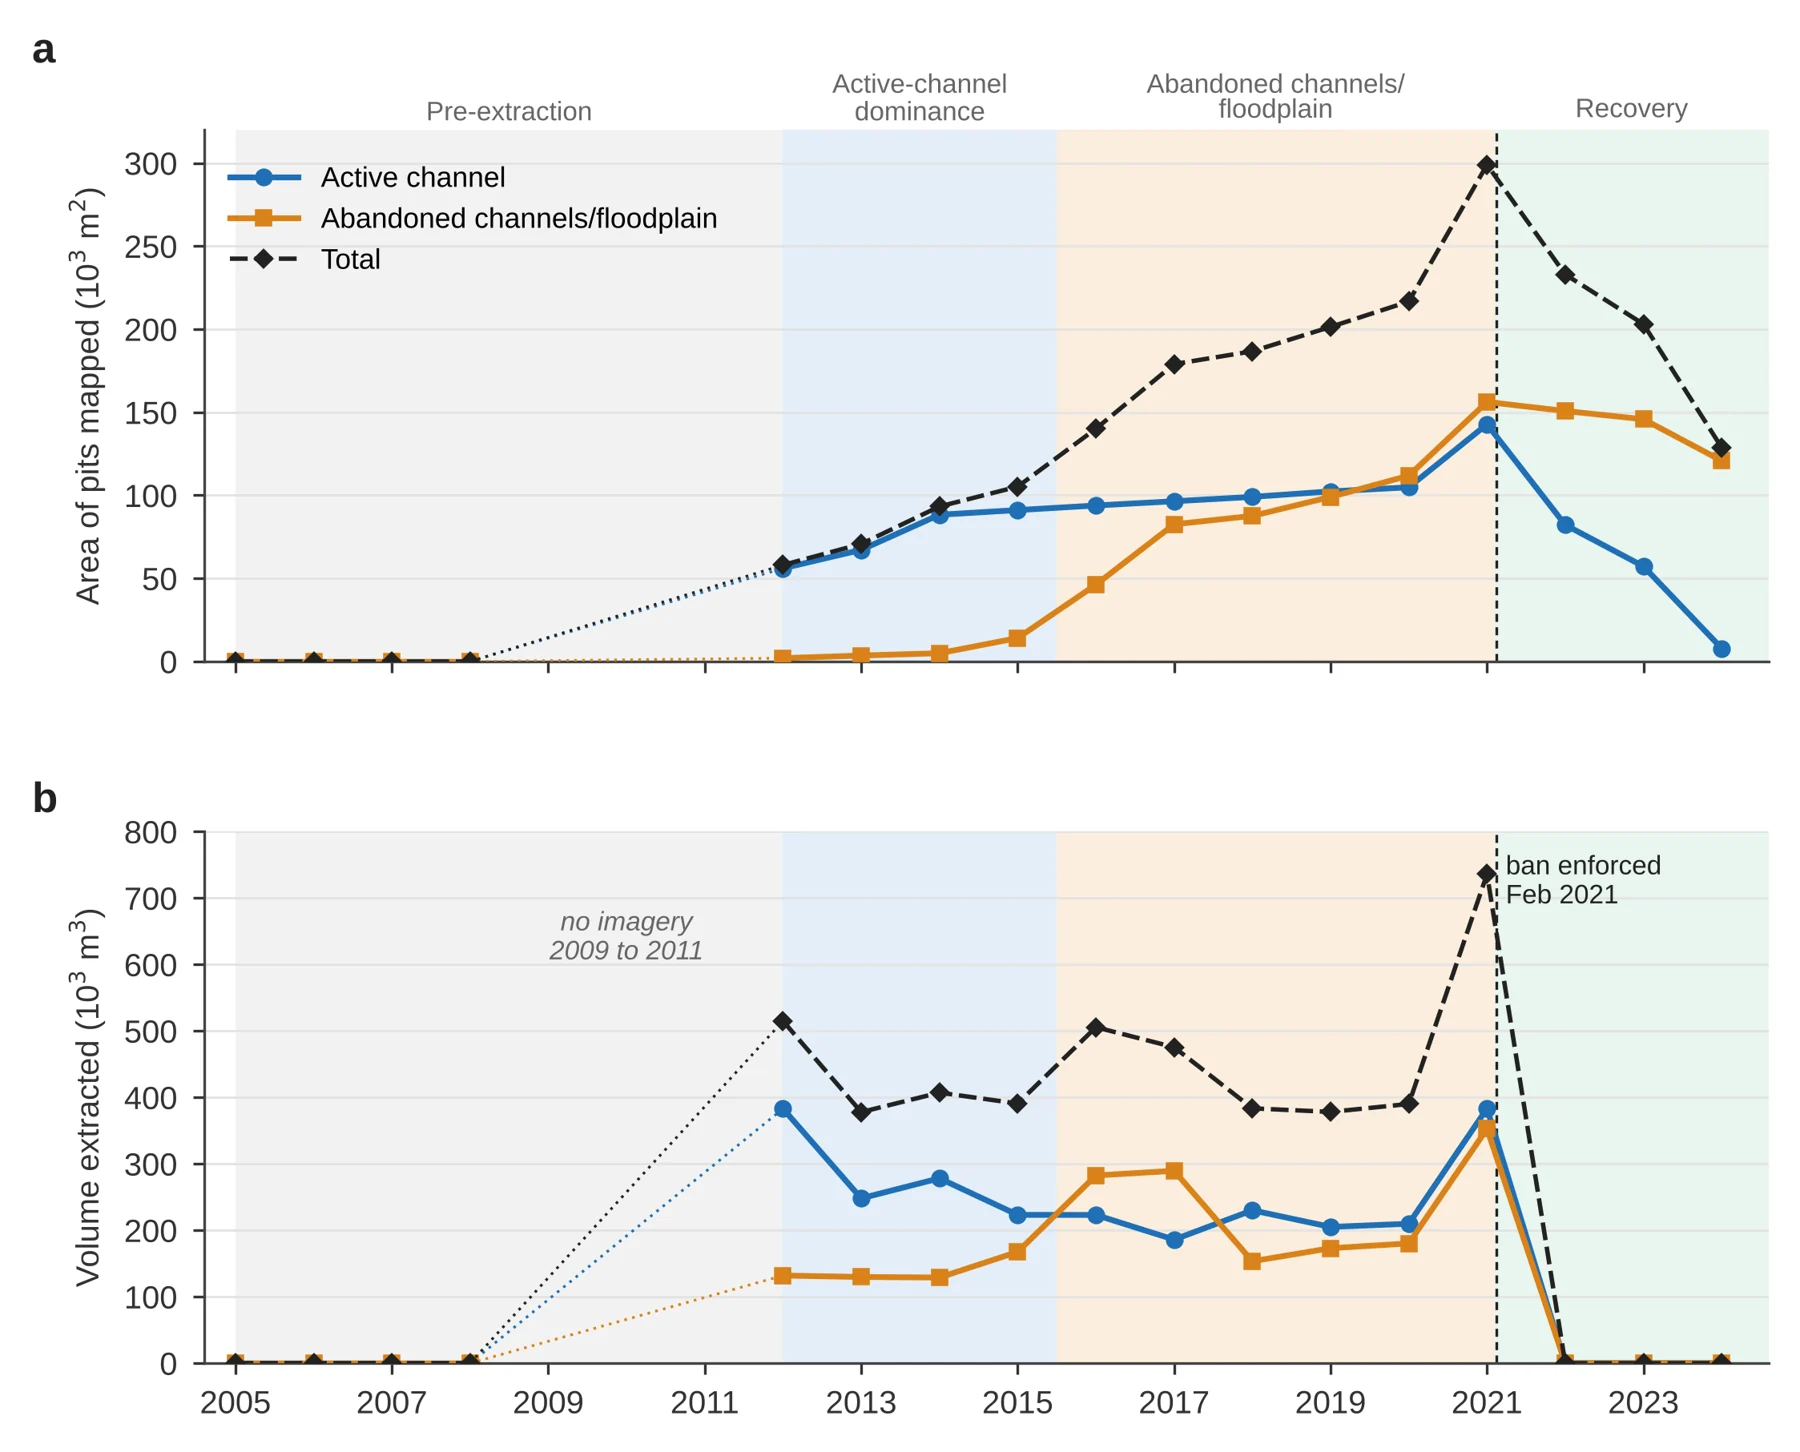 a
Pre-extraction
Active-channel
dominance
Abandoned channels/
floodplain
Recovery
Area of pits mapped (10³ m²)
300
250
200
150
100
50
0
Active channel
Abandoned channels/floodplain
Total
b
Volume extracted (10³ m³)
800
700
600
500
400
300
200
100
0
no imagery
2009 to 2011
ban enforced
Feb 2021
2005 2007 2009 2011 2013 2015 2017 2019 2021 2023